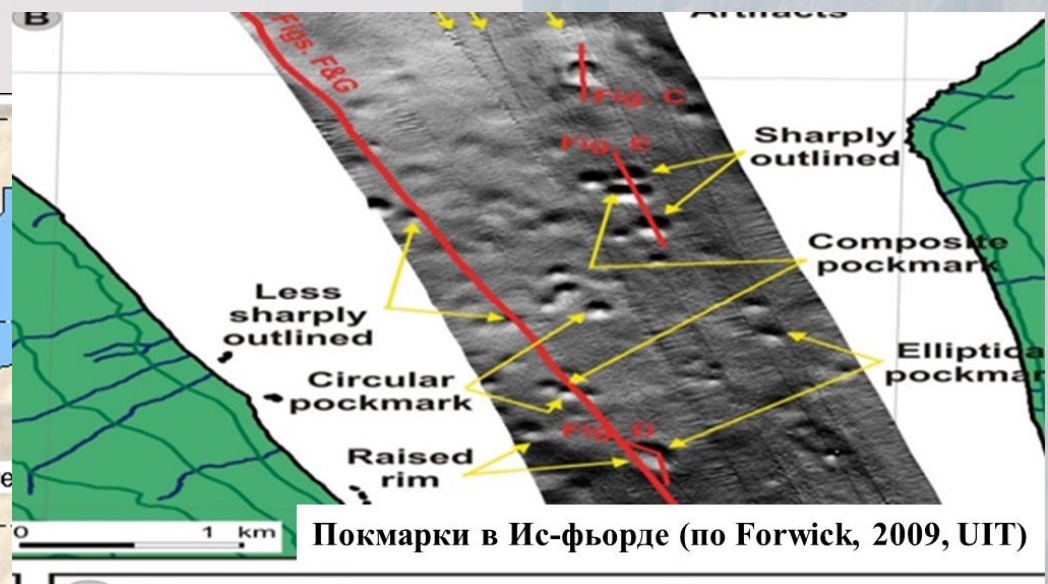 B
Artifacts
Figs. F&G
Fig. C
Fig. E
Sharply
outlined
Composite
pockmark
Less
sharply
outlined
Circular
pockmark
Elliptica
pockmar
Fig. D
Raised
rim
0 1 km
Покмарки в Ис-фьорде (по Forwick, 2009, UIT)